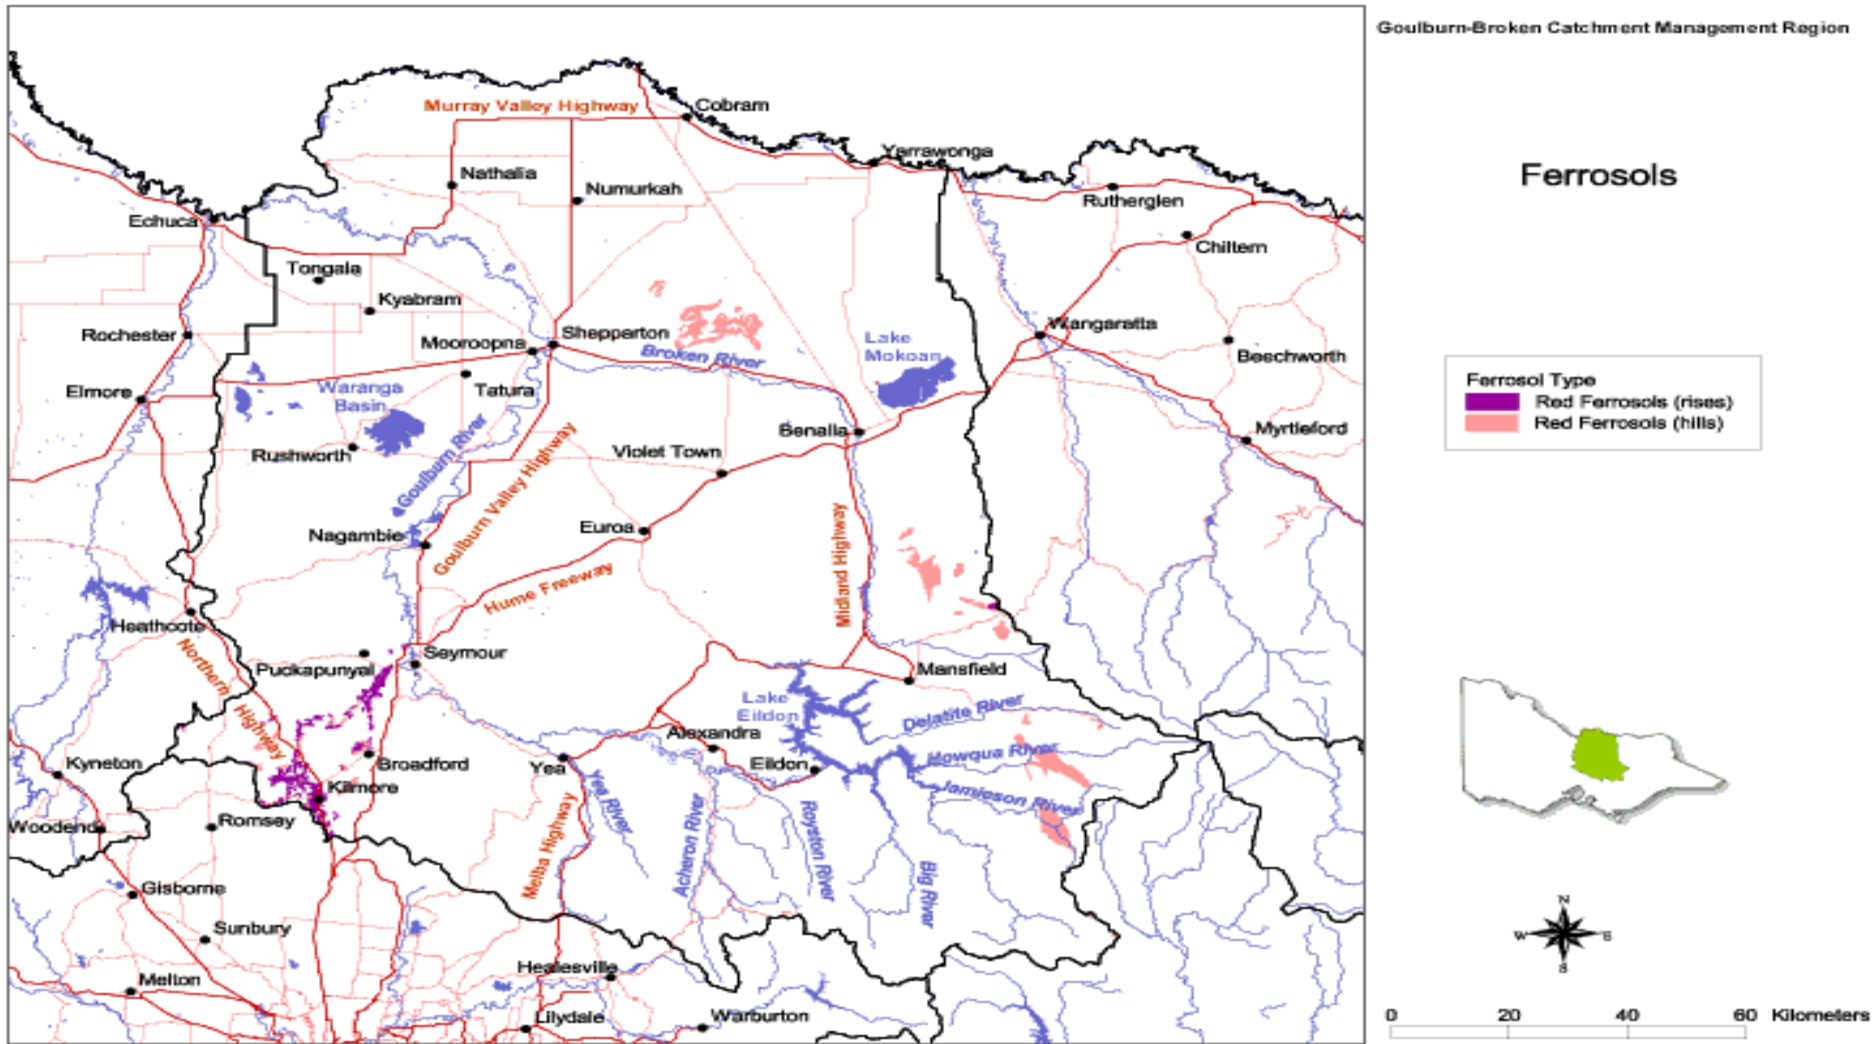 Goulburn-Broken Catchment Management Region
Ferrosols
Murray Valley Highway
Cobram
Yarrawonga
Nathalia
Numurkah
Rutherglen
Echuca
Chiltern
Tongala
Kyabram
Rochester
Mooroopna
Shepparton
Broken River
Lake
Mokoan
Wangaratta
Beechworth
Elmore
Waranga
Basin
Tatura
Goulburn River
Goulburn Valley Highway
Rushworth
Violet Town
Benalla
Myrtleford
Nagambie
Euroa
Hume Freeway
Midland Highway
Heathcote
Northern
Highway
Puckapunyal
Seymour
Mansfield
Lake
Eildon
Delatite River
Alexandra
Howqua River
Kyneton
Broadford
Yea
Eildon
Kilmore
Yea River
Jamieson River
Woodend
Romsey
Melba Highway
Acheron River
Royston River
Big River
Gisborne
Sunbury
Melton
Healesville
Lilydale
Warburton
Ferrosol Type
Red Ferrosols (rises)
Red Ferrosols (hills)
N
W E
S
0 20 40 60 Kilometers